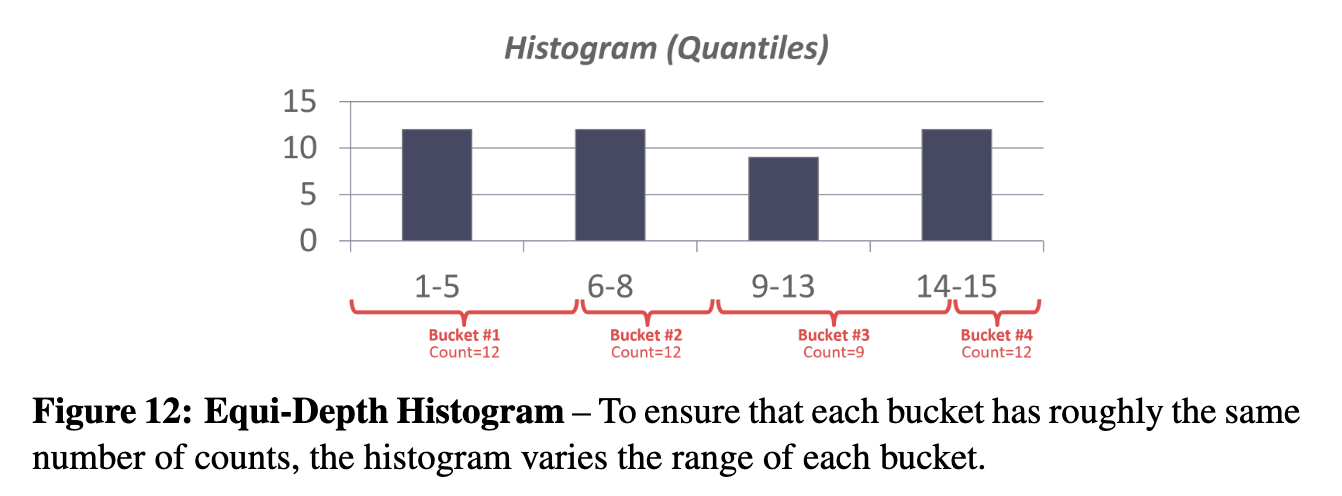 Histogram (Quantiles)
15
10
5
0
1-5 6-8 9-13 14-15
Bucket #1 Bucket #2 Bucket #3 Bucket #4
Count=12 Count=12 Count=9 Count=12
Figure 12: Equi-Depth Histogram – To ensure that each bucket has roughly the same
number of counts, the histogram varies the range of each bucket.